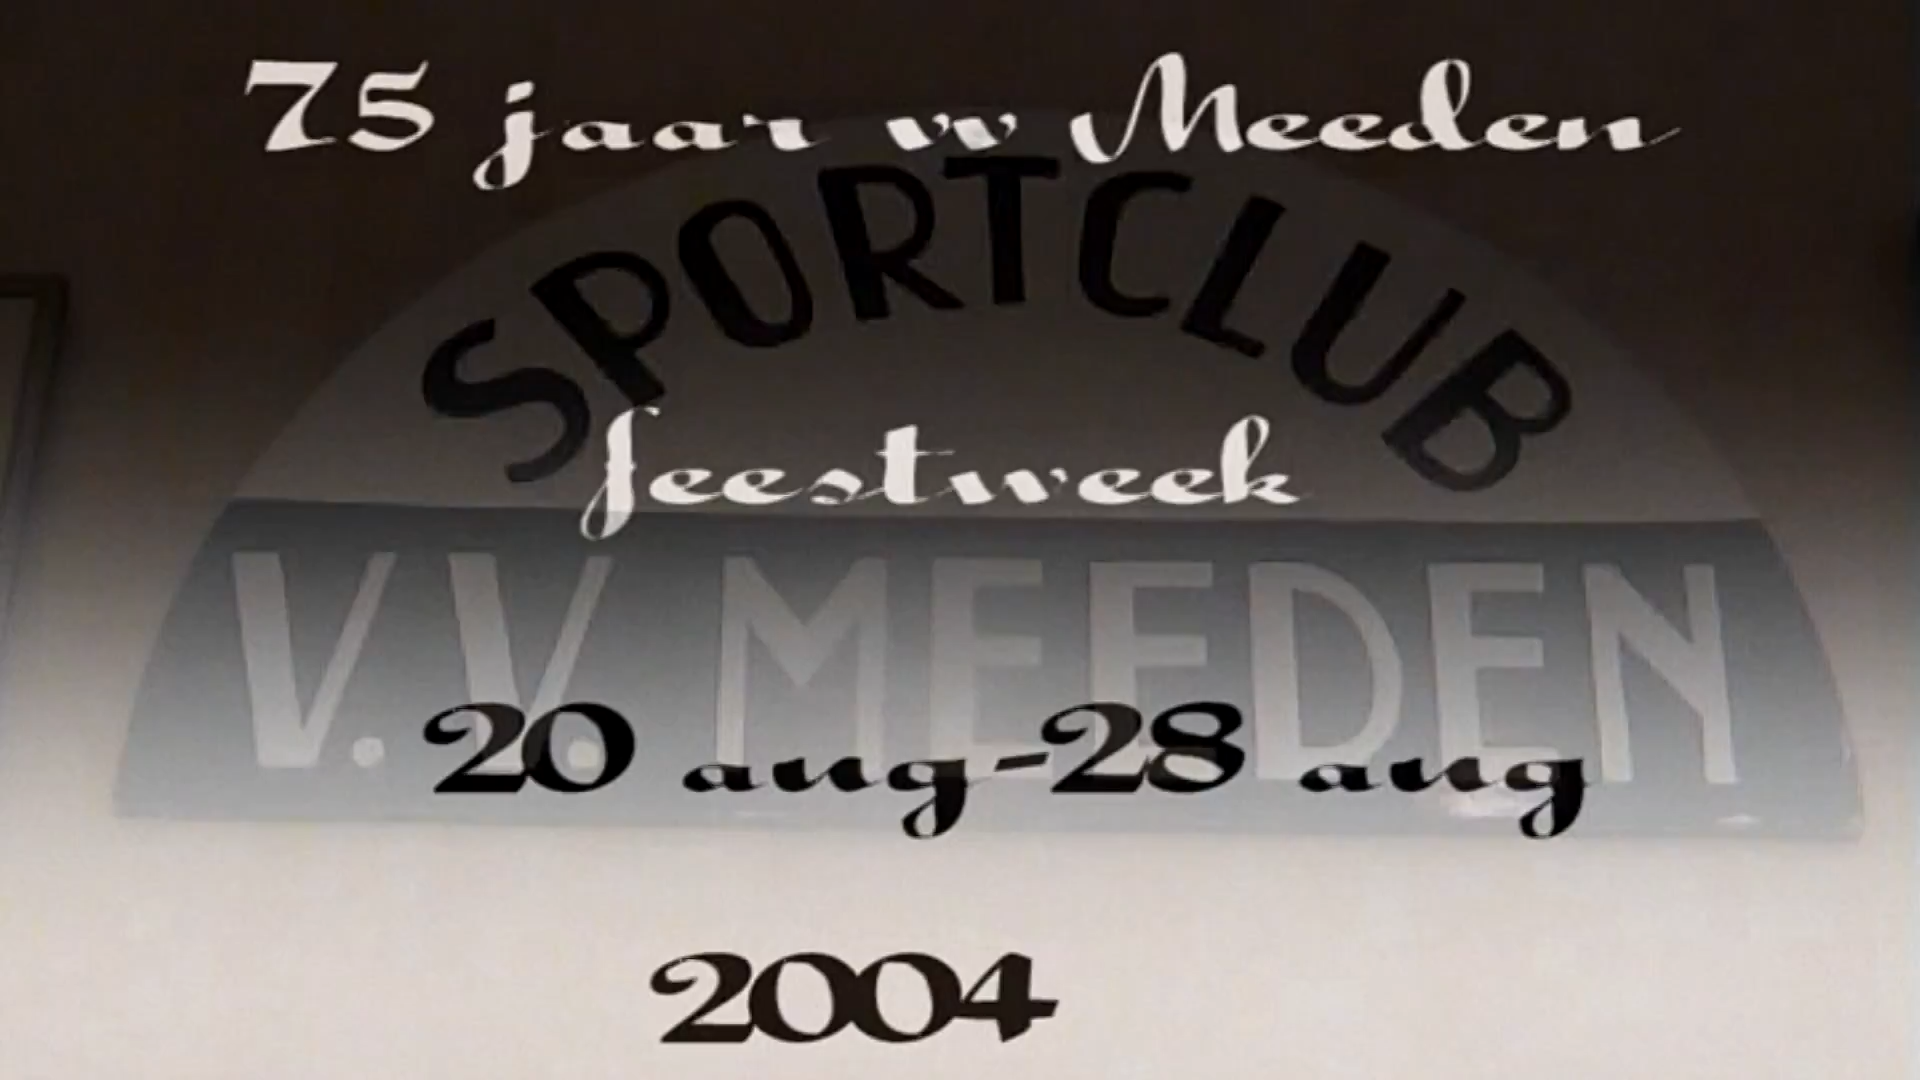 75 jaar vv Meeden
SPORTCLUB
feestweek
V.V. MEEDEN
20 aug-28 aug
2004